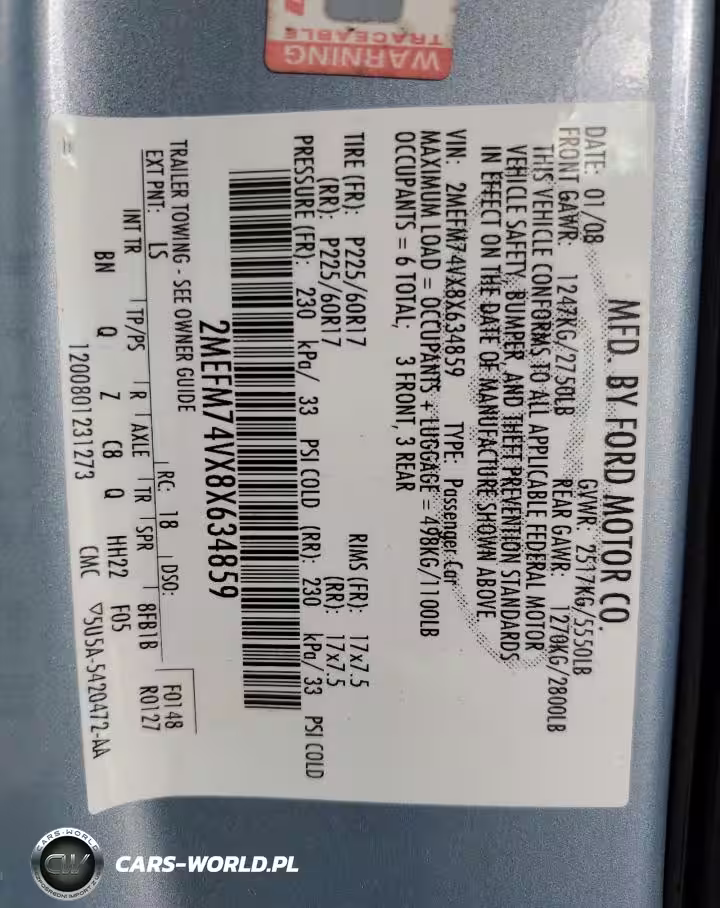 WARNING
TRACEABLE
MFD. BY FORD MOTOR CO.
DATE: 01/08 GVWR: 2517KG/5550LB
FRONT GAWR: 1247KG/2750LB REAR GAWR: 1270KG/2800LB
THIS VEHICLE CONFORMS TO ALL APPLICABLE FEDERAL MOTOR
VEHICLE SAFETY, BUMPER, AND THEFT PREVENTION STANDARDS
IN EFFECT ON THE DATE OF MANUFACTURE SHOWN ABOVE.
VIN: 2MEFM74VX8X634859 TYPE: Passenger Car
MAXIMUM LOAD = OCCUPANTS + LUGGAGE = 498KG/1100LB
OCCUPANTS = 6 TOTAL; 3 FRONT, 3 REAR
TIRE (FR): P225/60R17 RIMS (FR): 17x7.5
(RR): P225/60R17 (RR): 17x7.5
PRESSURE (FR): 230 kPa/ 33 PSI COLD (RR): 230 kPa/ 33 PSI COLD
2MEFM74VX8X634859
TRAILER TOWING - SEE OWNER GUIDE
EXT PNT: LS RC: 18 DSO: F0148
R0127
INT TR TP/PS R AXLE TR SPR 8FB1B
BN Q Z C8 Q HH22 F05
1200801231273 CMC ▽5U5A-5420472-AA
CARS-WORLD
CW
CARS-WORLD.PL